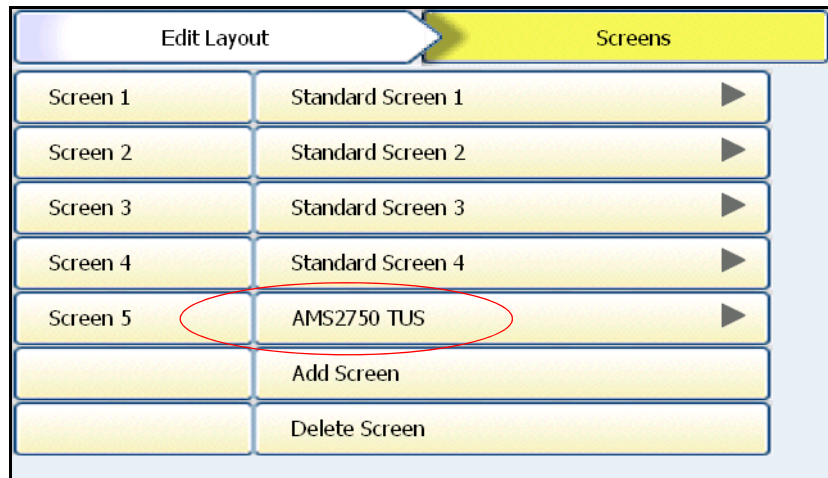 Edit Layout Screens
Screen 1 Standard Screen 1
Screen 2 Standard Screen 2
Screen 3 Standard Screen 3
Screen 4 Standard Screen 4
Screen 5 AMS2750 TUS
Add Screen
Delete Screen